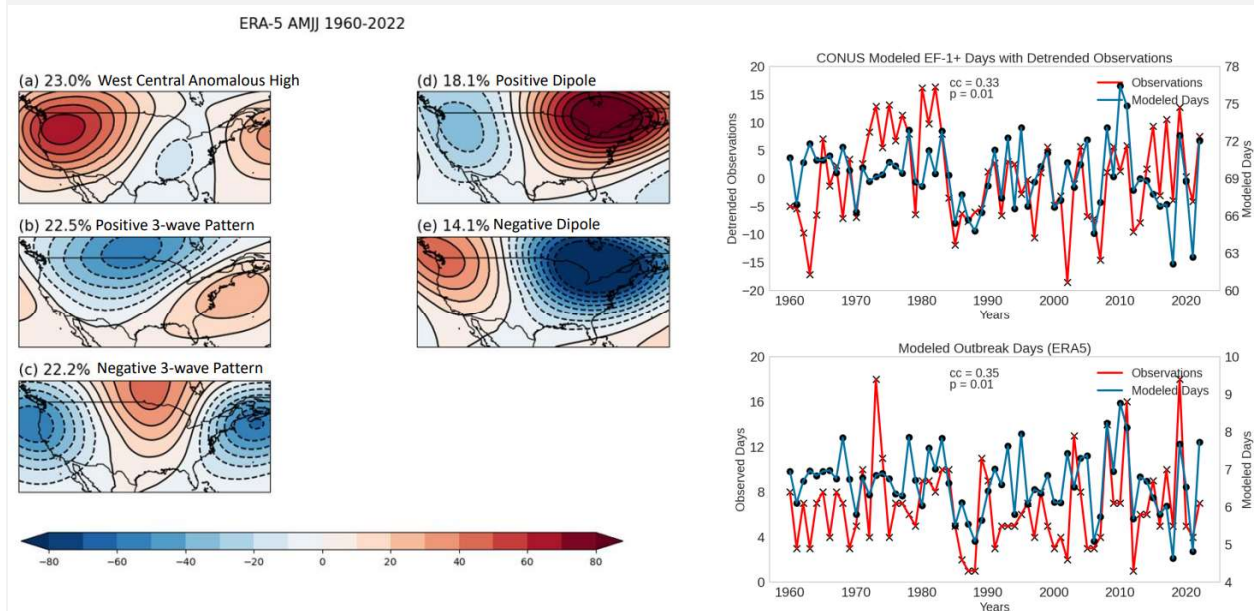 ERA-5 AMJJ 1960-2022
(a) 23.0% West Central Anomalous High
(b) 22.5% Positive 3-wave Pattern
(c) 22.2% Negative 3-wave Pattern
(d) 18.1% Positive Dipole
(e) 14.1% Negative Dipole
−80 −60 −40 −20 0 20 40 60 80
CONUS Modeled EF-1+ Days with Detrended Observations
cc = 0.33
p = 0.01
Observations
Modeled Days
Detrended Observations
20
15
10
5
0
−5
−10
−15
−20
78
75
72
69
66
63
60
Modeled Days
1960 1970 1980 1990 2000 2010 2020
Years
Modeled Outbreak Days (ERA5)
cc = 0.35
p = 0.01
Observations
Modeled Days
Observed Days
20
16
12
8
4
0
10
9
8
7
6
5
4
Modeled Days
1960 1970 1980 1990 2000 2010 2020
Years